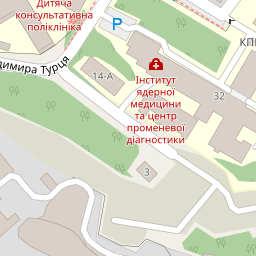 Дитяча
консультативна
поліклініка
P
КП
димира Турця
14-А
Інститут
ядерної
медицини
та центр
променевої
діагностики
32
3